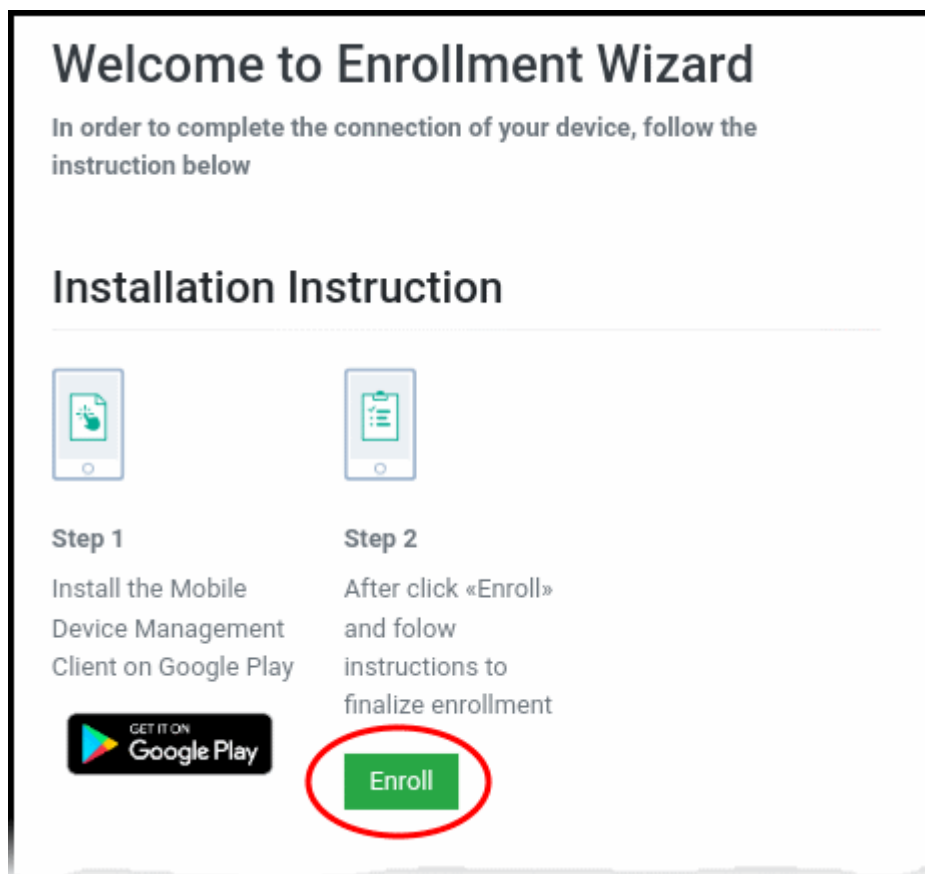 Welcome to Enrollment Wizard
In order to complete the connection of your device, follow the
instruction below
Installation Instruction
Step 1
Install the Mobile
Device Management
Client on Google Play
GET IT ON
Google Play
Step 2
After click «Enroll»
and folow
instructions to
finalize enrollment
Enroll